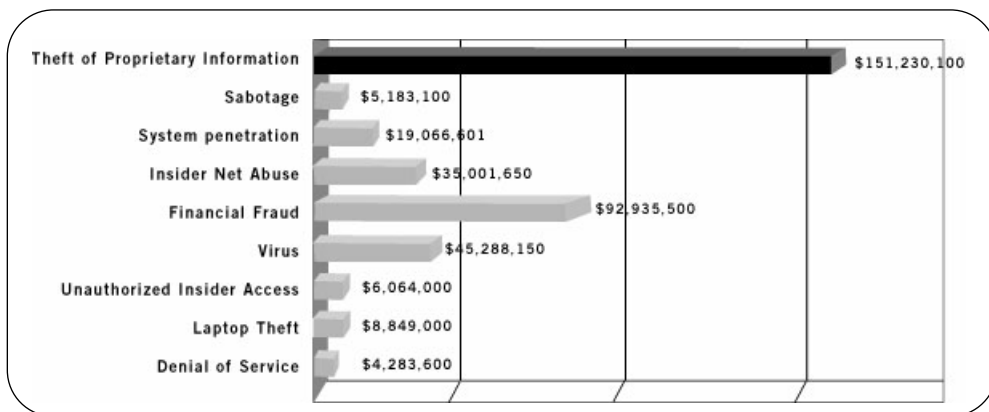 Theft of Proprietary Information $151,230,100
Sabotage $5,183,100
System penetration $19,066,601
Insider Net Abuse $35,001,650
Financial Fraud $92,935,500
Virus $45,288,150
Unauthorized Insider Access $6,064,000
Laptop Theft $8,849,000
Denial of Service $4,283,600